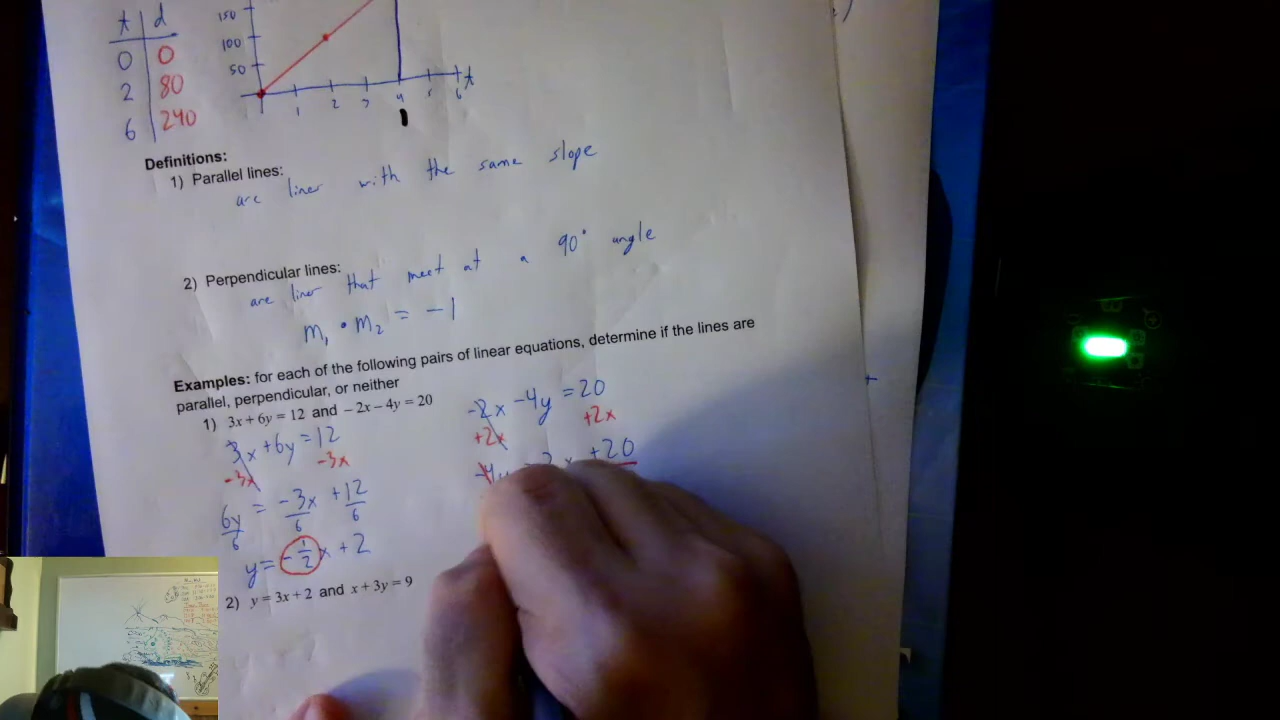 t d
0 0
2 80
6 240
150
100
50
1 2 3 4 5 6 t
1
Definitions:
1) Parallel lines:
are lines with the same slope
2) Perpendicular lines:
are lines that meet at a 90° angle
m₁ • m₂ = -1
Examples: for each of the following pairs of linear equations, determine if the lines are
parallel, perpendicular, or neither
1) 3x + 6y = 12 and − 2x − 4y = 20
3x + 6y = 12
-3x -3x
6y/6 = -3x/6 + 12/6
y = -1/2 x + 2
-2x - 4y = 20
+2x +2x
-4y = 2x + 20
2) y = 3x + 2 and x + 3y = 9